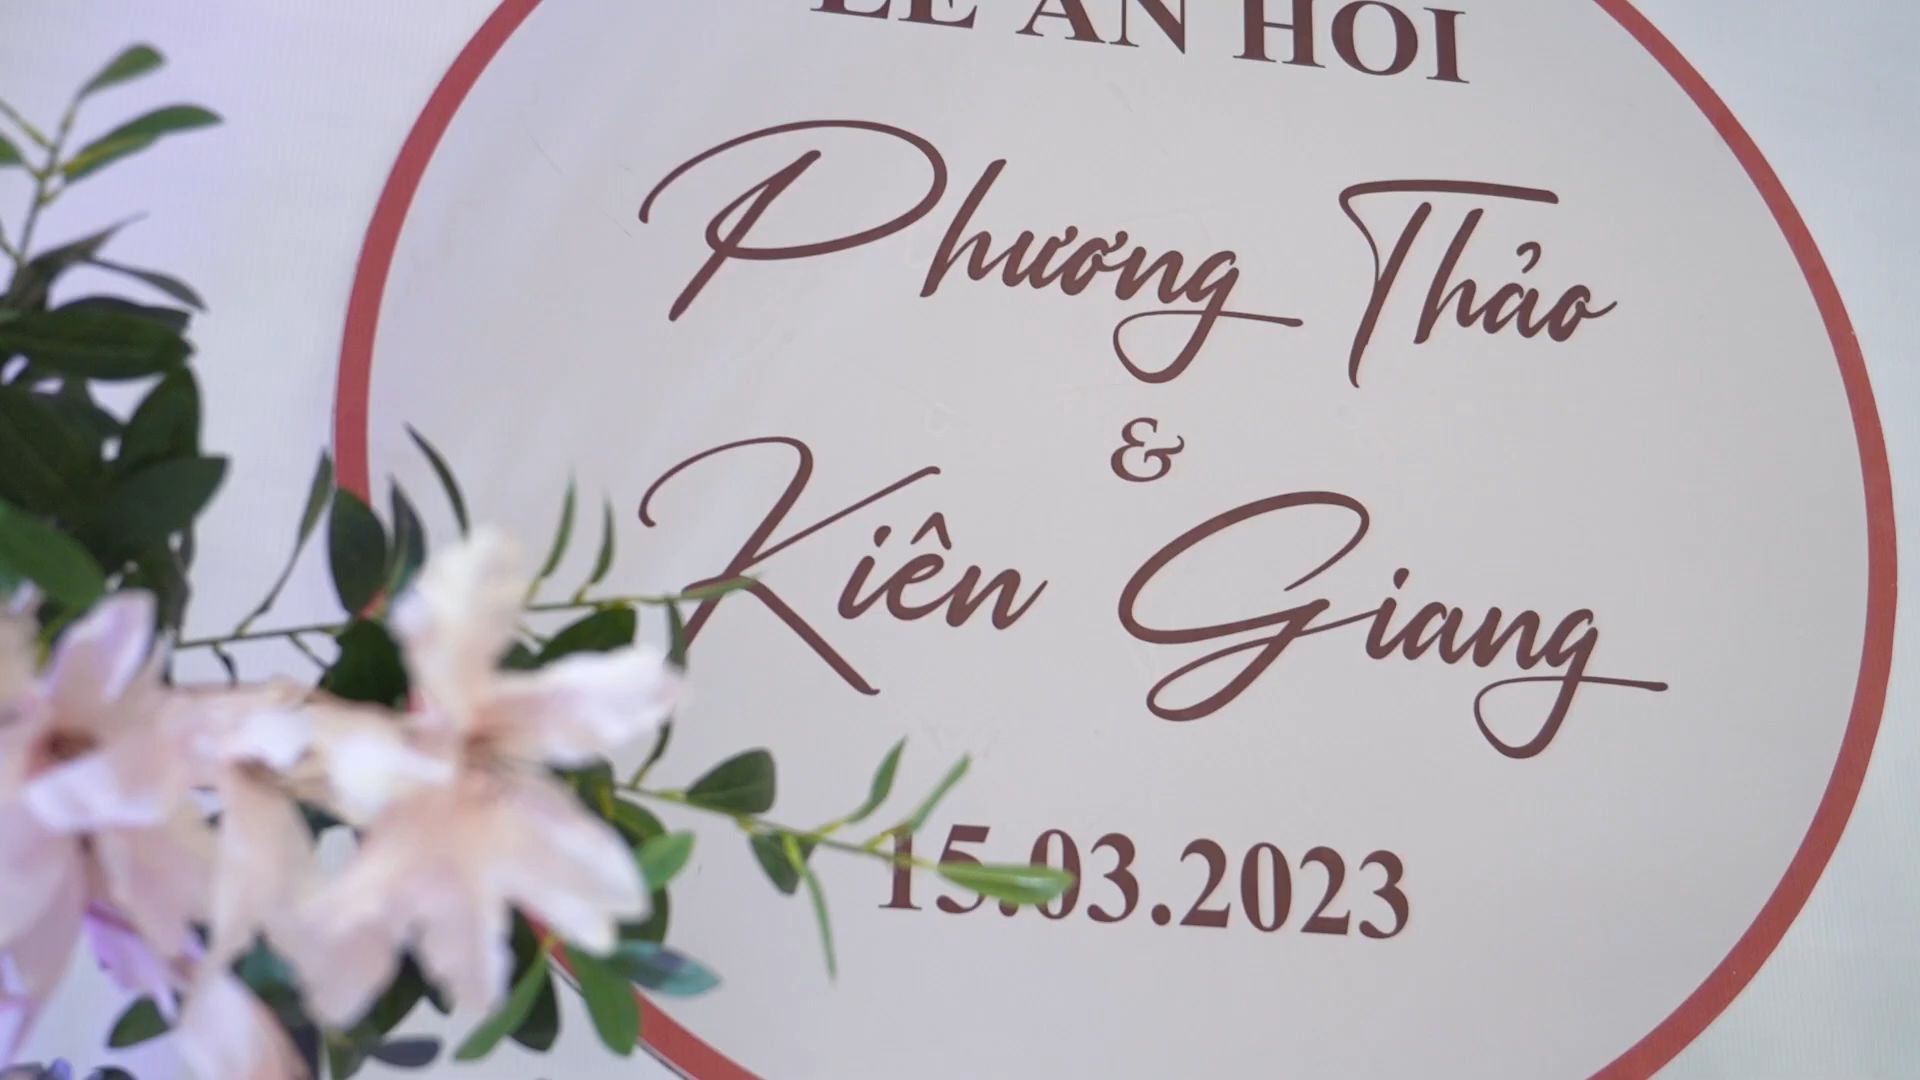 LỄ ĂN HỎI
Phương Thảo
&
Kiên Giang
15.03.2023